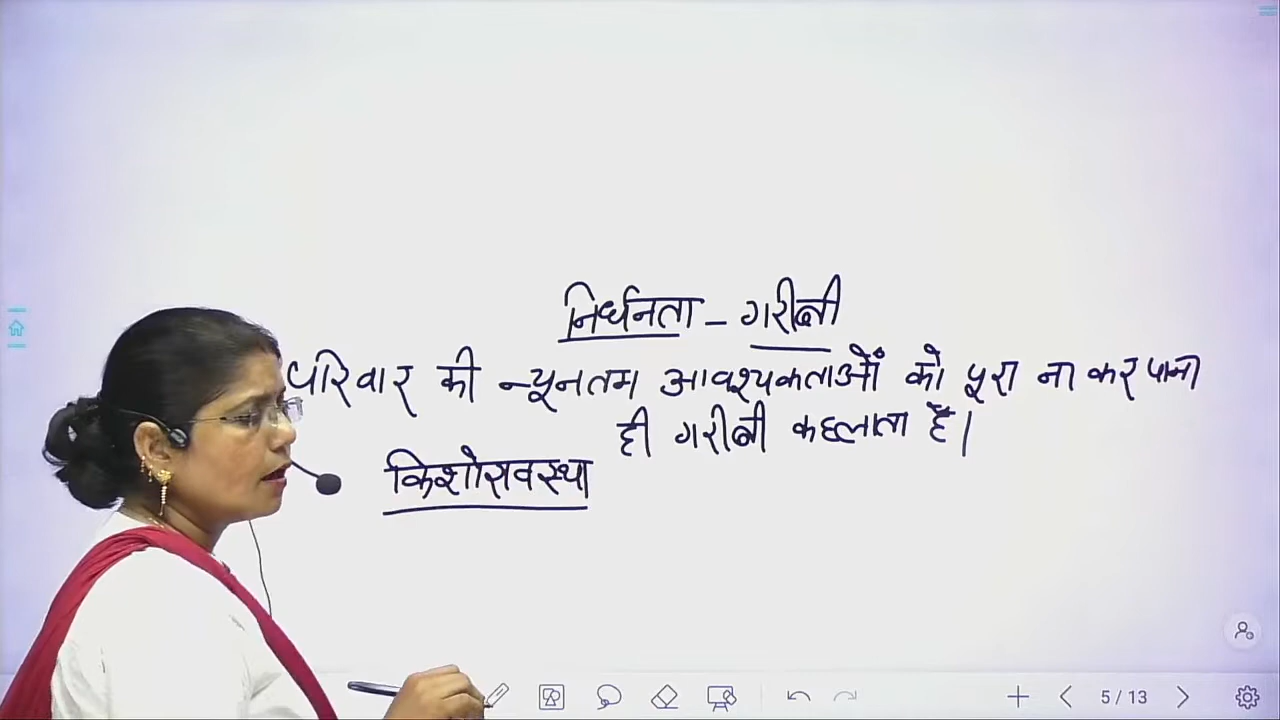 निर्धनता - गरीबी
परिवार की न्यूनतम आवश्यकताओं को पूरा ना कर पाना
ही गरीबी कहलाता है।
किशोरावस्था
5/13